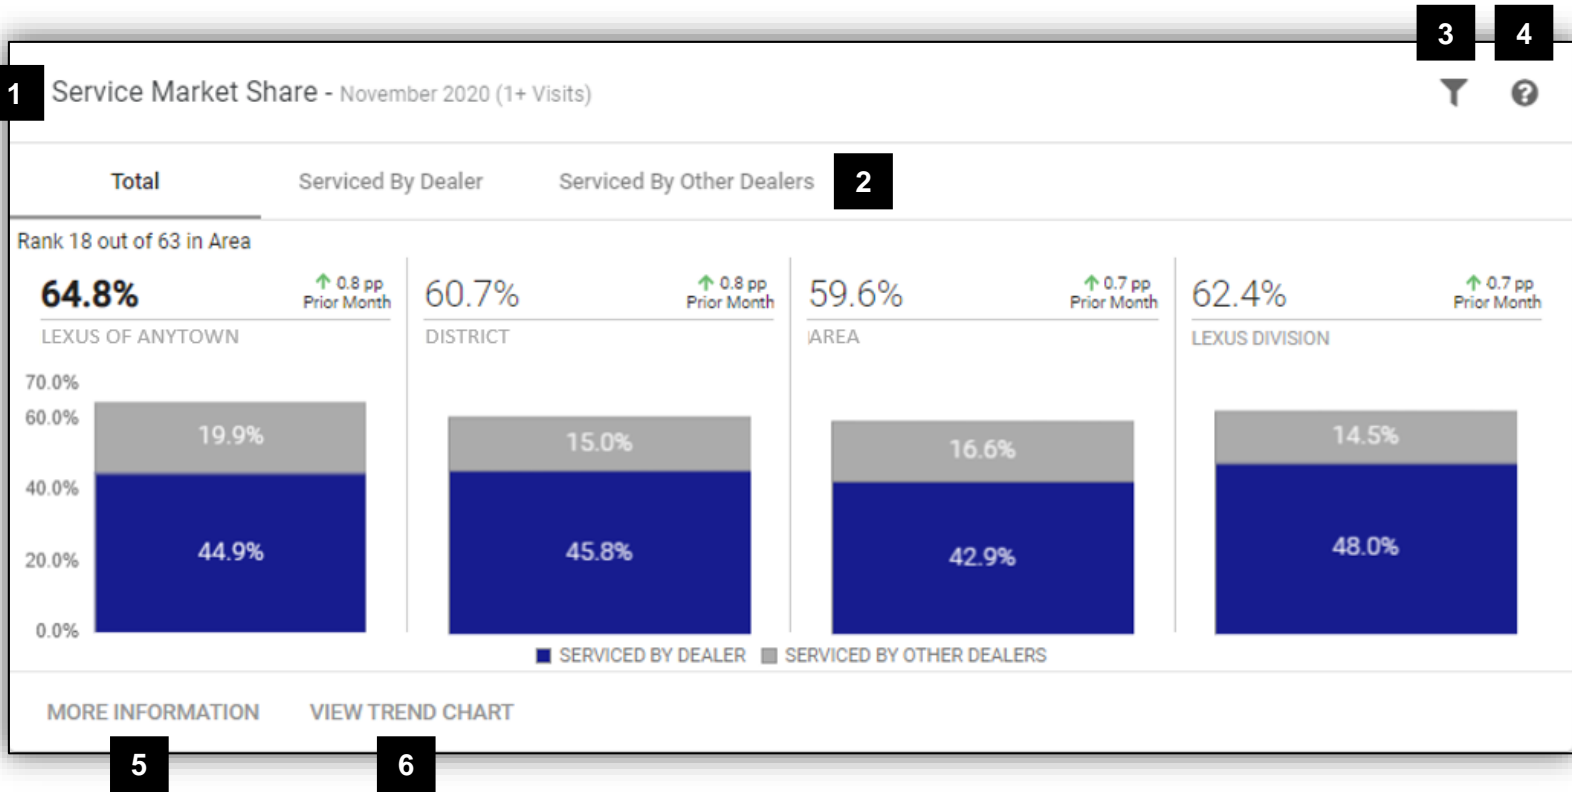 3 4
1 Service Market Share - November 2020 (1+ Visits)
Total Serviced By Dealer Serviced By Other Dealers 2
Rank 18 out of 63 in Area
64.8% 0.8 pp Prior Month
LEXUS OF ANYTOWN
60.7% 0.8 pp Prior Month
DISTRICT
59.6% 0.7 pp Prior Month
AREA
62.4% 0.7 pp Prior Month
LEXUS DIVISION
70.0%
60.0%
40.0%
20.0%
0.0%
19.9%
44.9%
15.0%
45.8%
16.6%
42.9%
14.5%
48.0%
SERVICED BY DEALER SERVICED BY OTHER DEALERS
MORE INFORMATION VIEW TREND CHART
5 6